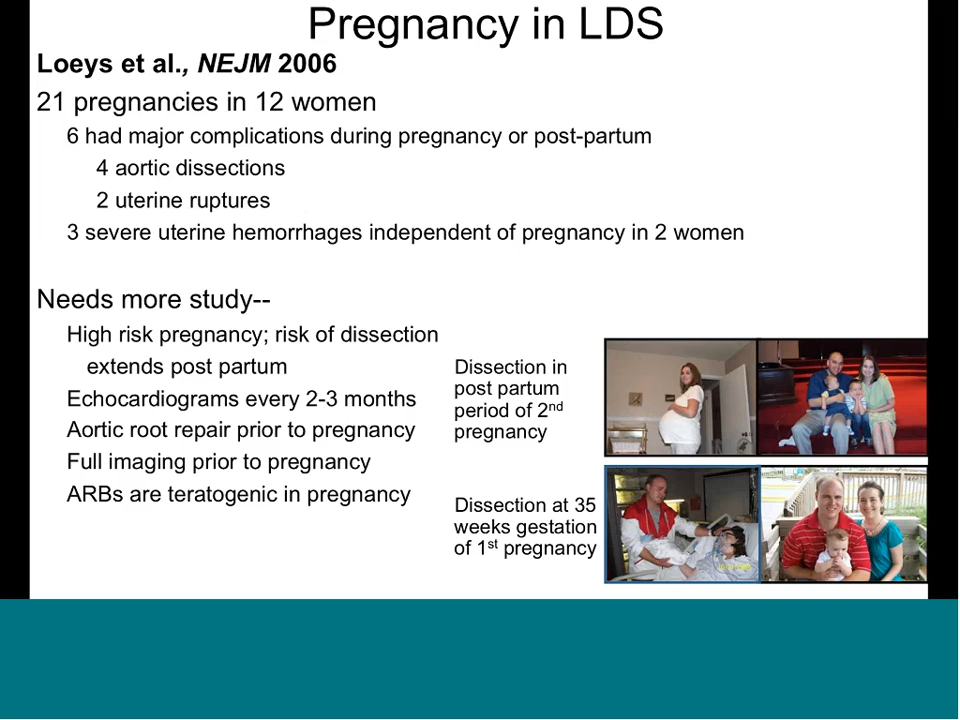 Pregnancy in LDS
Loeys et al., NEJM 2006
21 pregnancies in 12 women
6 had major complications during pregnancy or post-partum
4 aortic dissections
2 uterine ruptures
3 severe uterine hemorrhages independent of pregnancy in 2 women
Needs more study--
High risk pregnancy; risk of dissection
extends post partum
Echocardiograms every 2-3 months
Aortic root repair prior to pregnancy
Full imaging prior to pregnancy
ARBs are teratogenic in pregnancy
Dissection in
post partum
period of 2nd
pregnancy
Dissection at 35
weeks gestation
of 1st pregnancy